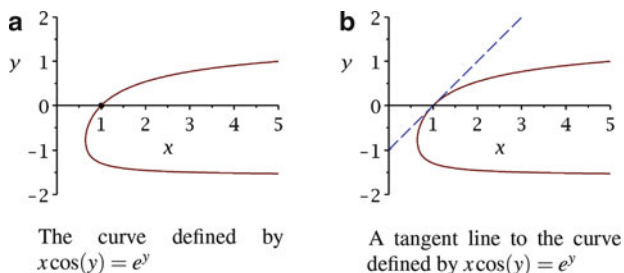 a
b
2
1
y
0
-1
-2
1 2 3 4 5
x
2
1
y
0
-1
-2
1 2 3 4 5
x
The curve defined by
x cos(y) = e^y
A tangent line to the curve
defined by x cos(y) = e^y